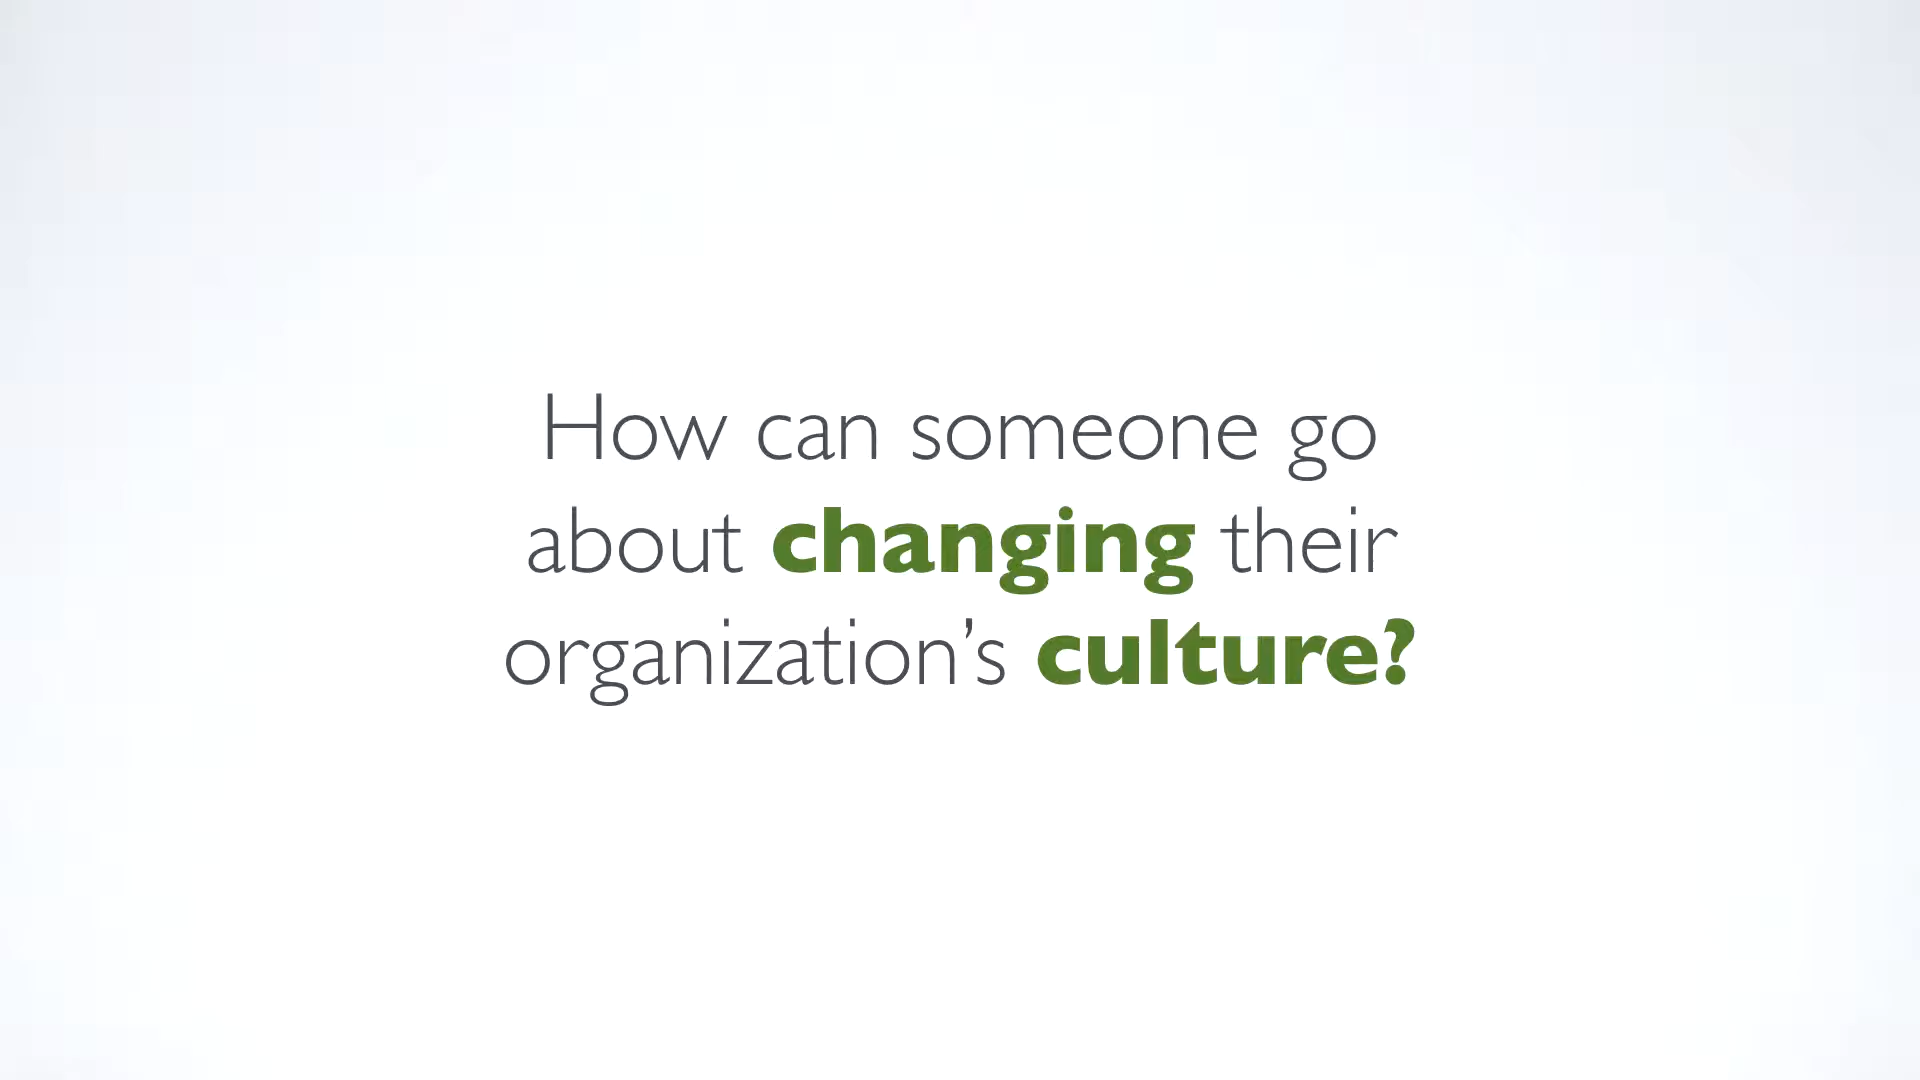 How can someone go
about changing their
organization’s culture?